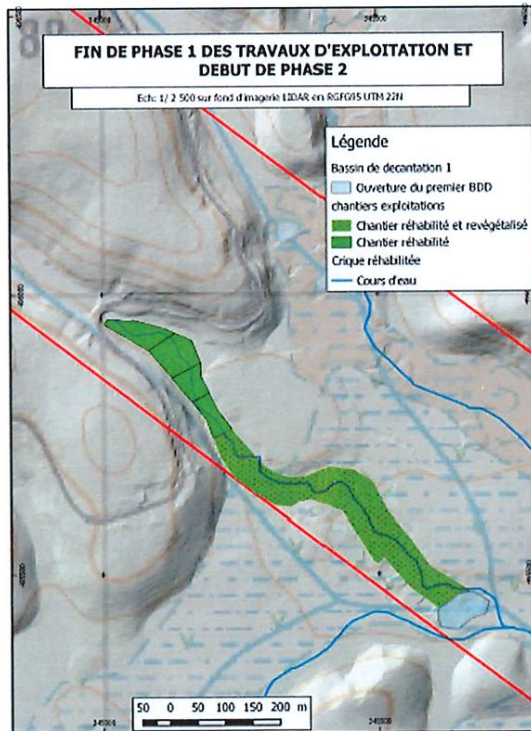 FIN DE PHASE 1 DES TRAVAUX D'EXPLOITATION ET
DEBUT DE PHASE 2
Ech: 1/ 2 500 sur fond d'imagerie LIDAR en RGFG95 UTM 22N
Légende
Bassin de decantation 1
Ouverture du premier BDD
chantiers exploitations
Chantier réhabilité et revégétalisé
Chantier réhabilité
Crique réhabilitée
Cours d'eau
50 0 50 100 150 200 m